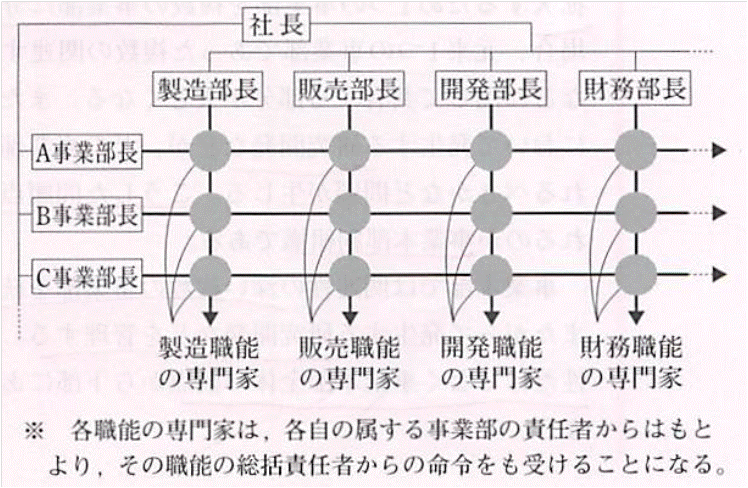 社長
製造部長 販売部長 開発部長 財務部長
A事業部長
B事業部長
C事業部長
製造職能の専門家
販売職能の専門家
開発職能の専門家
財務職能の専門家
※ 各職能の専門家は，各自の属する事業部の責任者からはもと
より，その職能の総括責任者からの命令をも受けることになる。